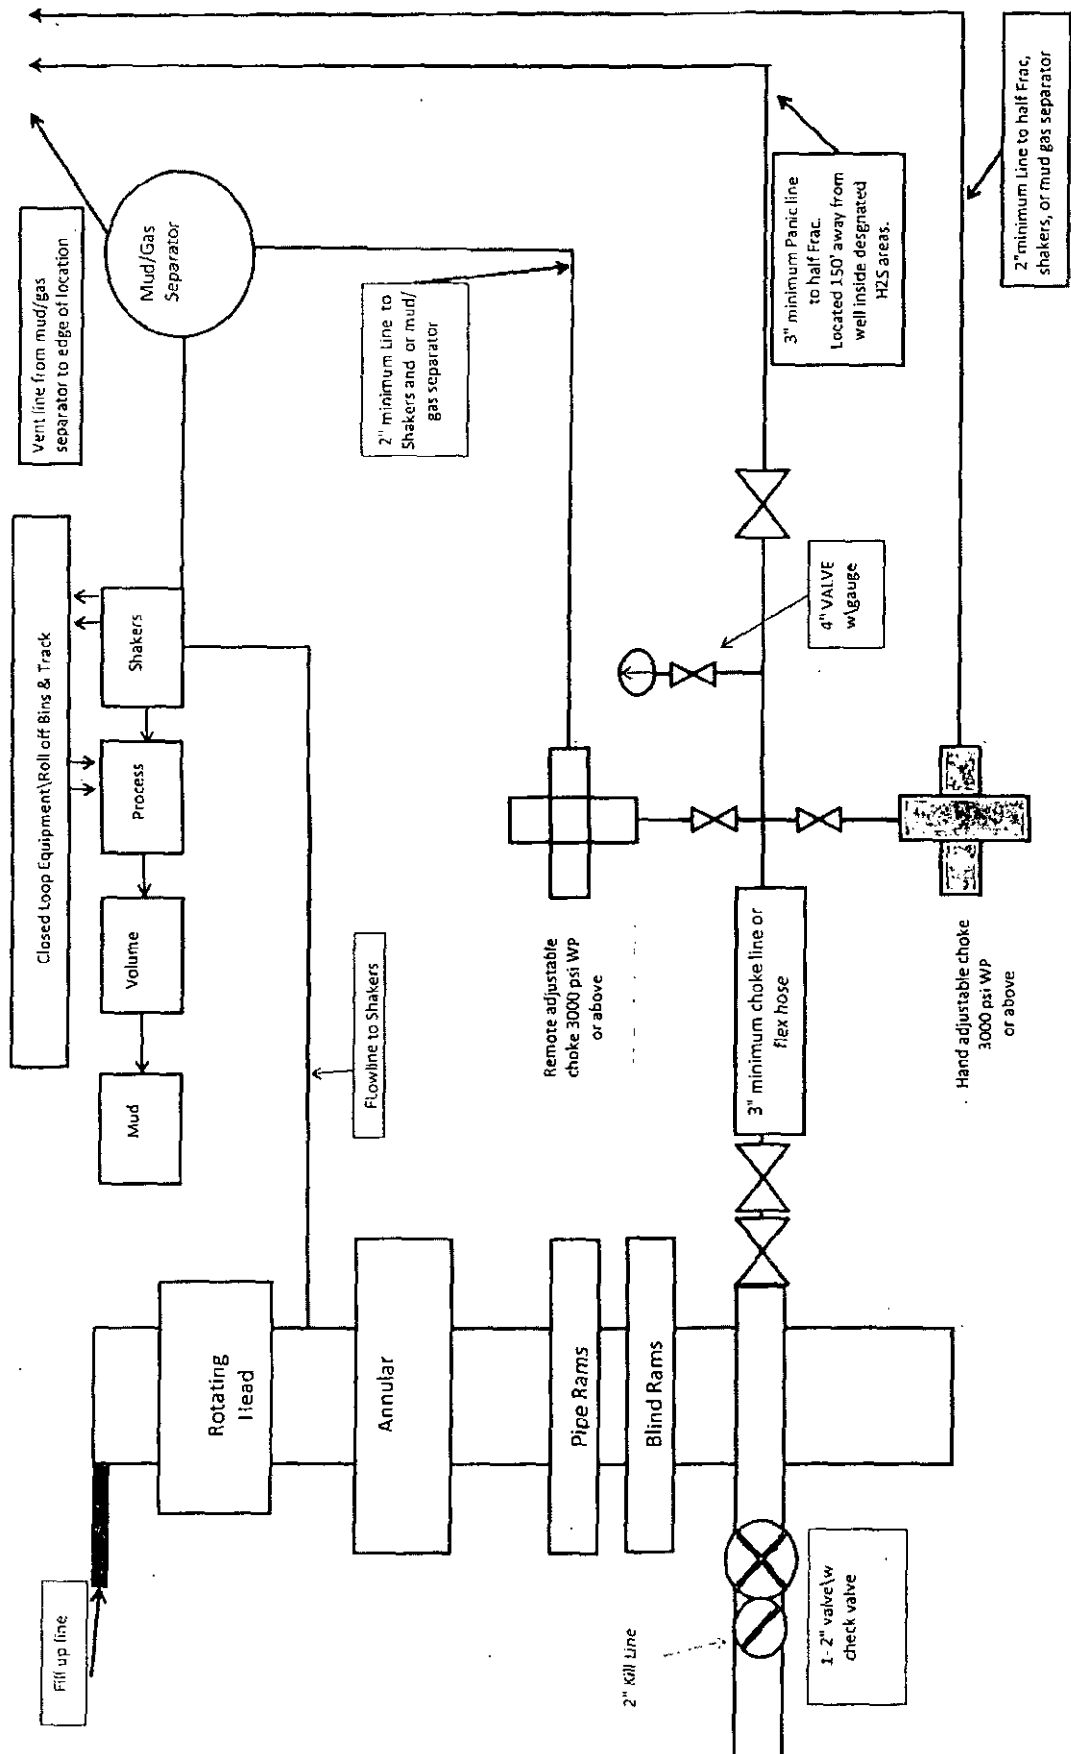 Fill up line
Rotating
Head
Annular
Pipe Rams
Blind Rams
2" Kill Line
1- 2" valve\w
check valve
Closed Loop Equipment\Roll off Bins & Track
Mud
Volume
Process
Shakers
Flowline to Shakers
Vent line from mud/gas
separator to edge of location
Mud/Gas
Separator
2" minimum Line to
Shakers and or mud/
gas separator
Remote adjustable
choke 3000 psi WP
or above
3" minimum choke line or
flex hose
4" VALVE
w\gauge
3" minimum Panic line
to half Frac.
Located 150' away from
well inside desgnated
H2S areas.
Hand adjustable choke
3000 psi WP
or above
2"minimum Line to half Frac,
shakers, or mud gas separator